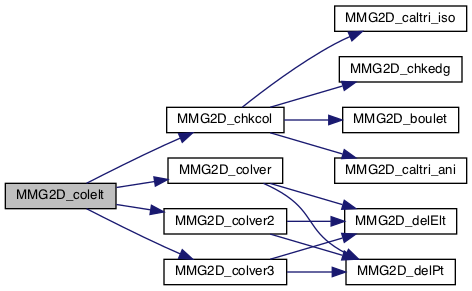 MMG2D_caltri_iso
MMG2D_chkedg
MMG2D_chkcol
MMG2D_boulet
MMG2D_colver
MMG2D_caltri_ani
MMG2D_colelt
MMG2D_colver2
MMG2D_delElt
MMG2D_colver3
MMG2D_delPt